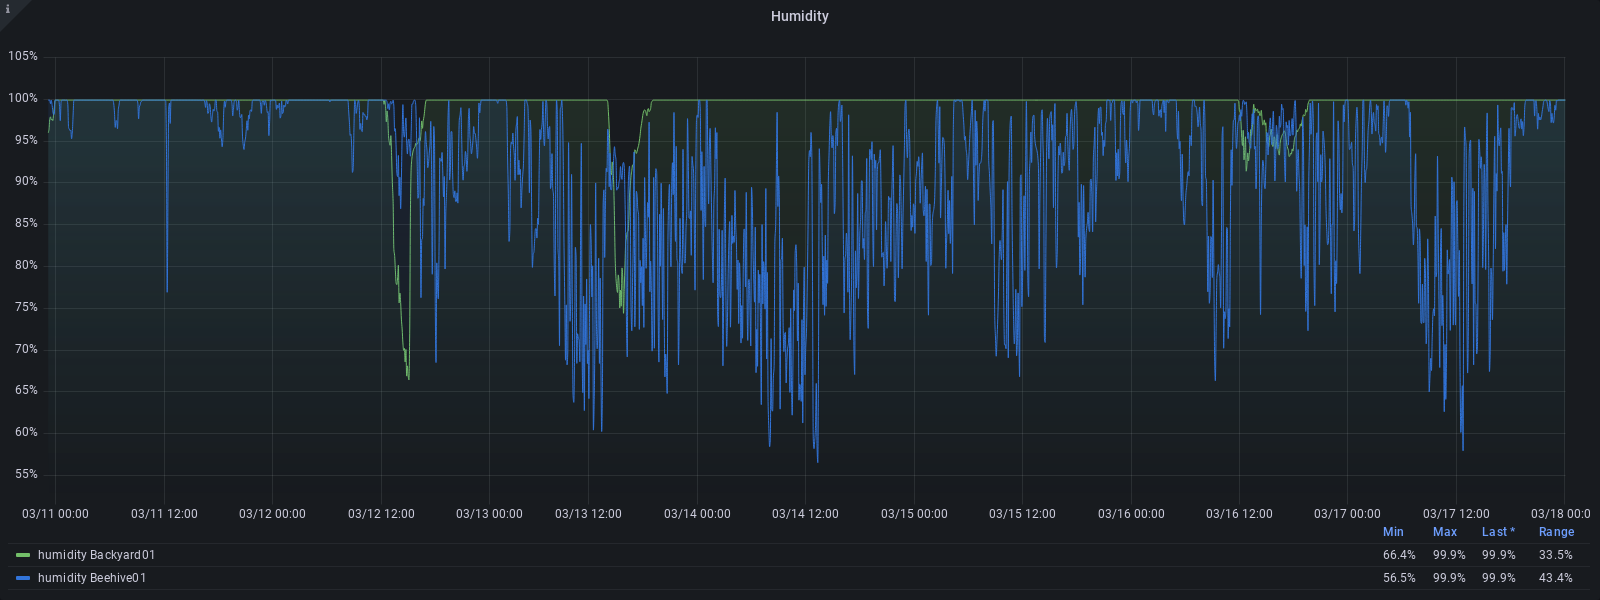 i
Humidity
105%
100%
95%
90%
85%
80%
75%
70%
65%
60%
55%
03/11 00:00 03/11 12:00 03/12 00:00 03/12 12:00 03/13 00:00 03/13 12:00 03/14 00:00 03/14 12:00 03/15 00:00 03/15 12:00 03/16 00:00 03/16 12:00 03/17 00:00 03/17 12:00 03/18 00:0
Min Max Last * Range
humidity Backyard01 66.4% 99.9% 99.9% 33.5%
humidity Beehive01 56.5% 99.9% 99.9% 43.4%